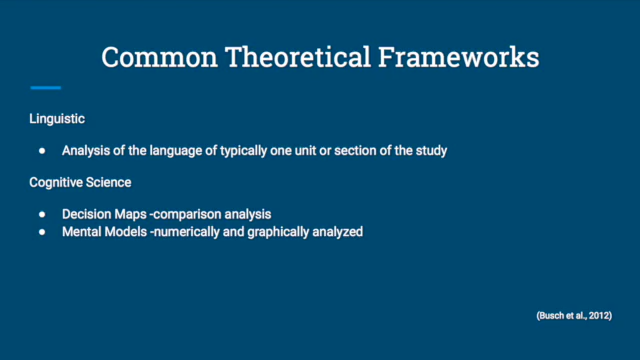 Common Theoretical Frameworks
Linguistic
● Analysis of the language of typically one unit or section of the study
Cognitive Science
● Decision Maps -comparison analysis
● Mental Models -numerically and graphically analyzed
(Busch et al., 2012)